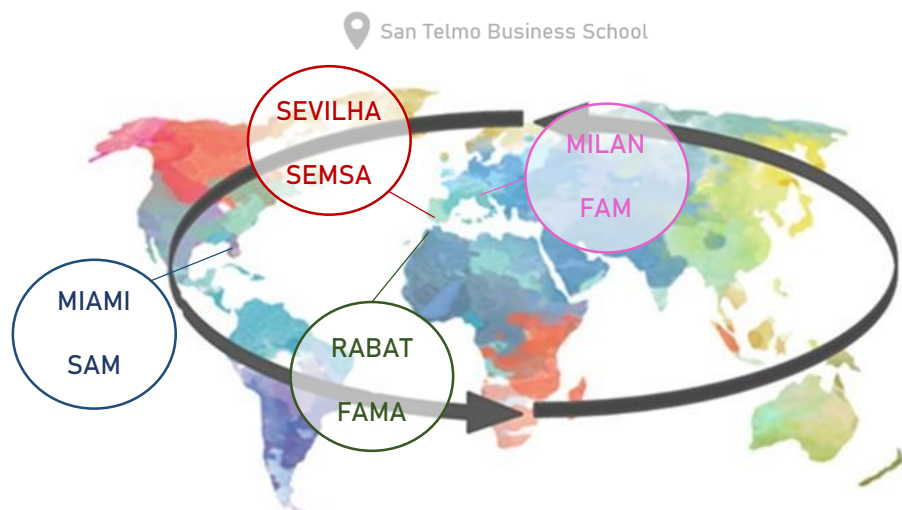 San Telmo Business School
SEVILHA
SEMSA
MILAN
FAM
MIAMI
SAM
RABAT
FAMA